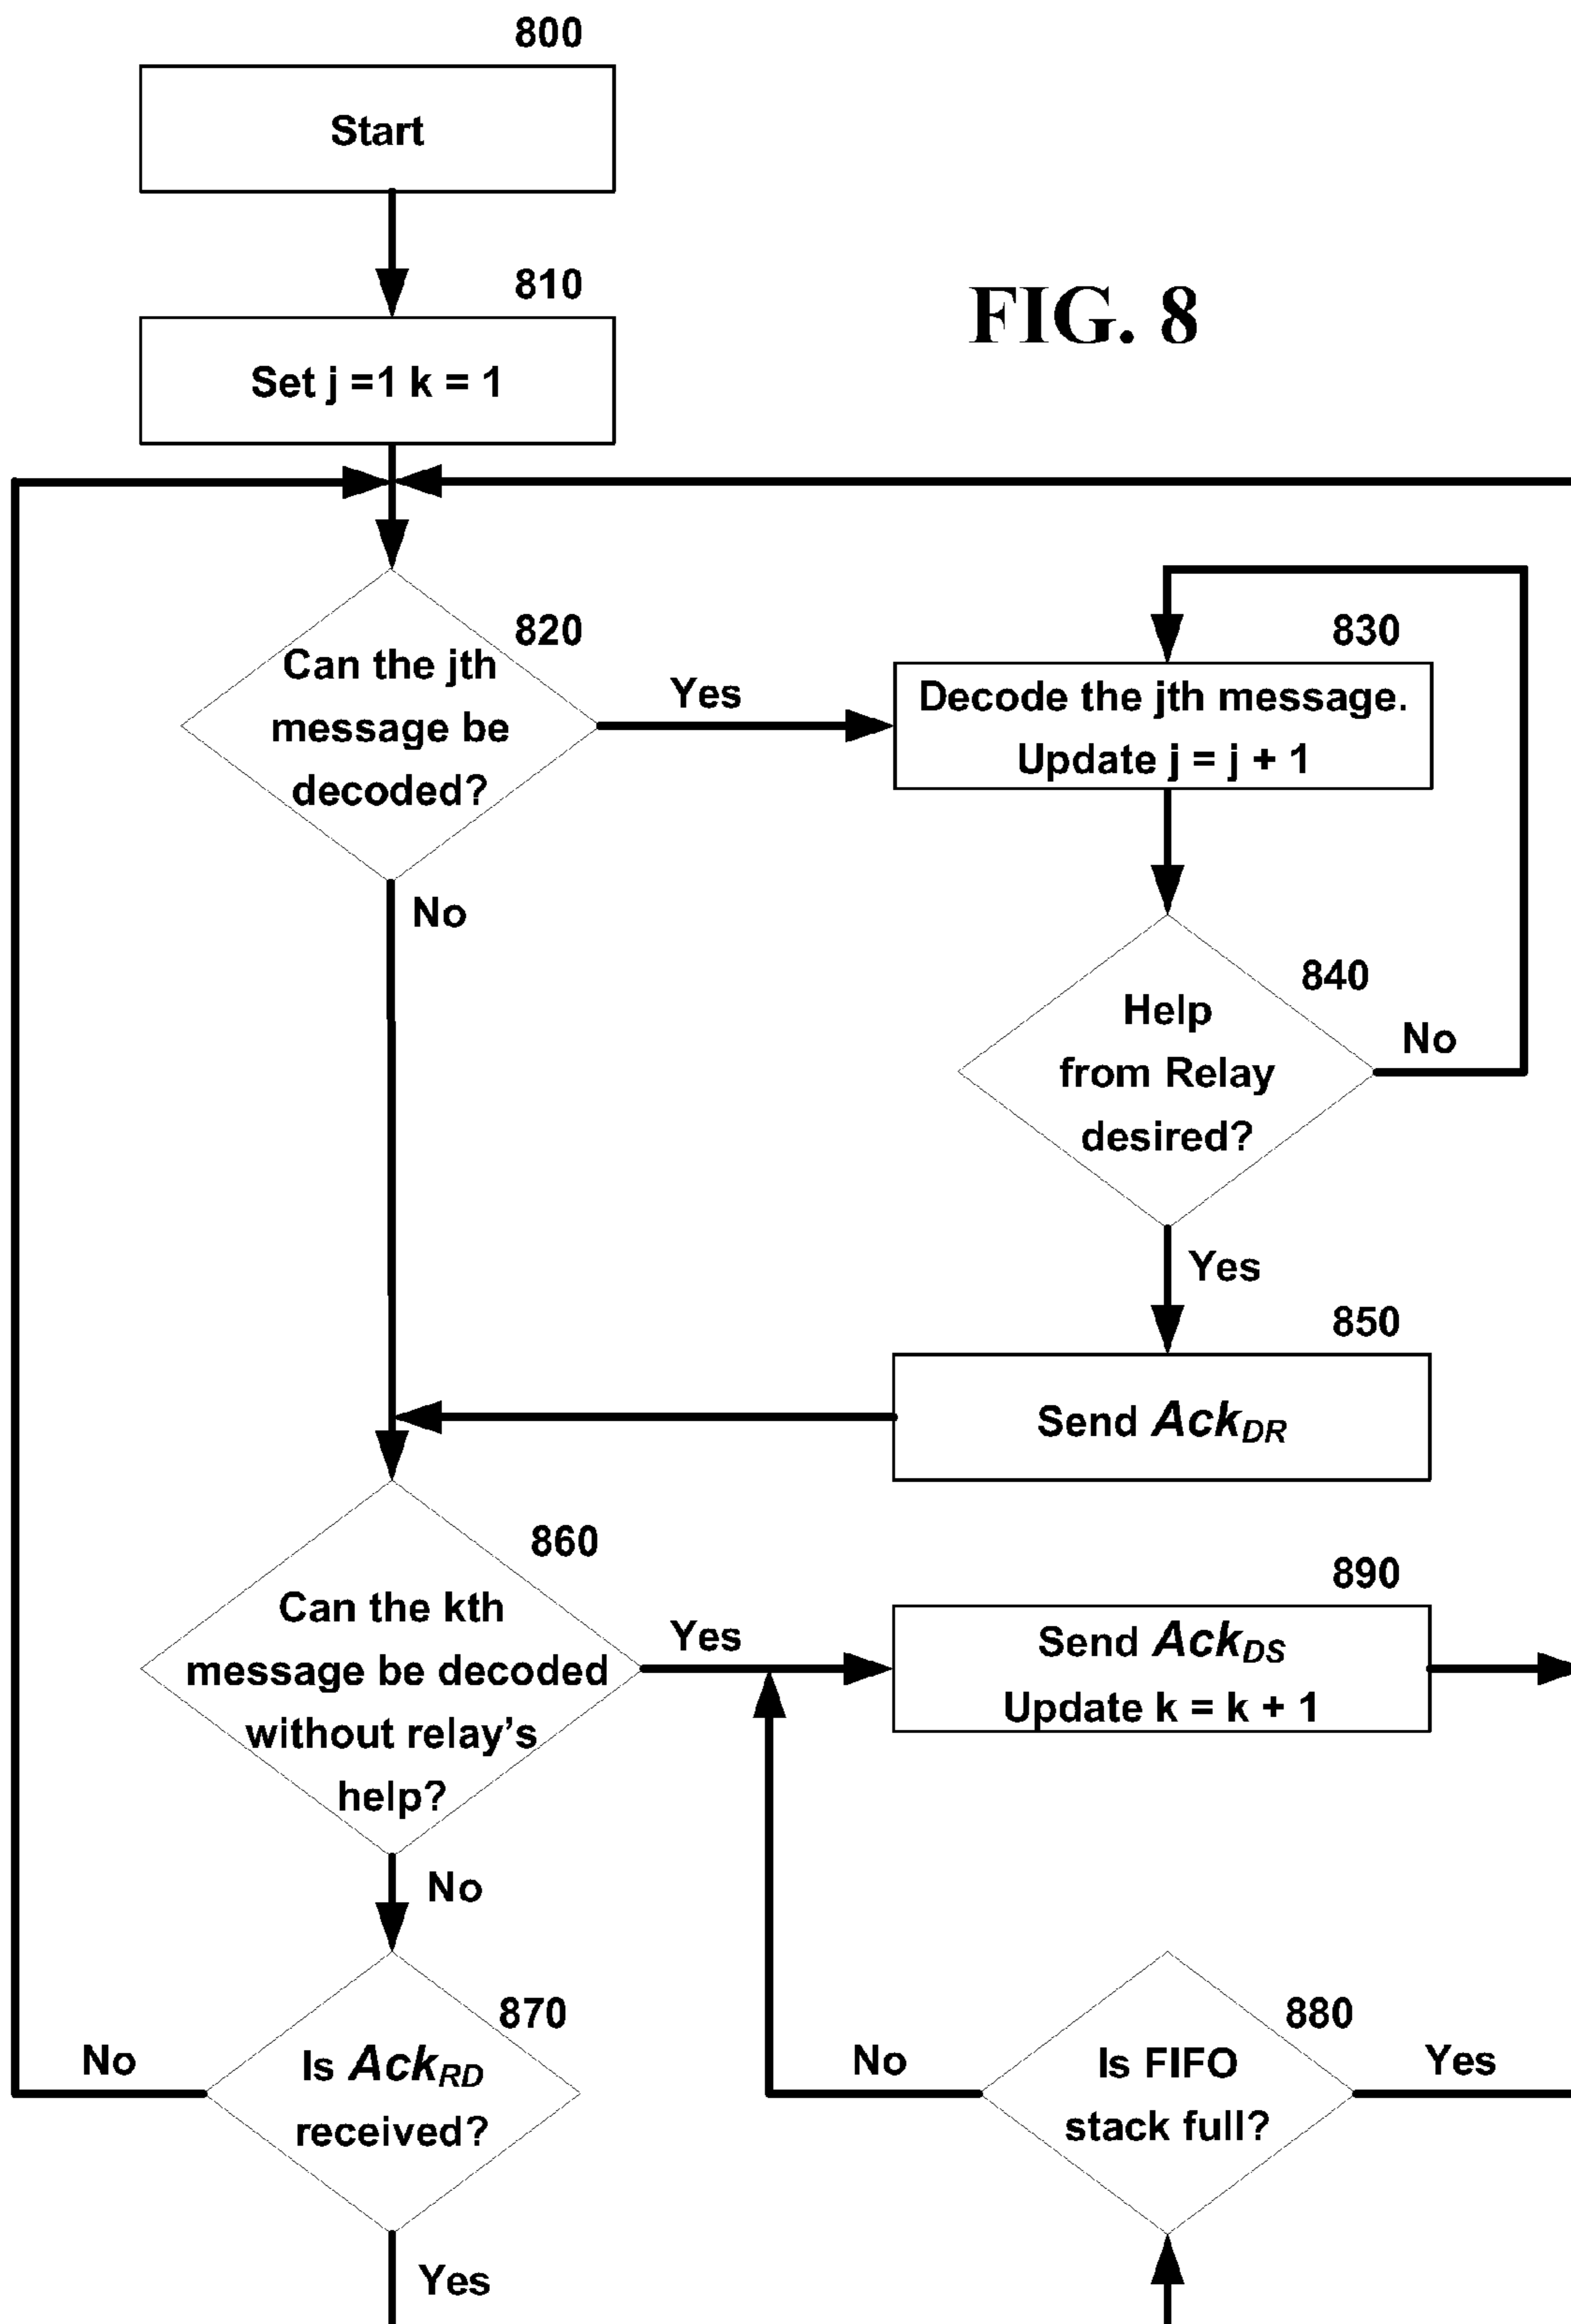 800
Start
810
FIG. 8
Set j =1 k = 1
820
Can the jth
message be
decoded?
Yes
830
Decode the jth message.
Update j = j + 1
No
840
Help
from Relay
desired?
No
Yes
850
Send AckDR
860
Can the kth
message be decoded
without relay's
help?
Yes
890
Send AckDS
Update k = k + 1
No
870
Is AckRD
received?
No
Yes
880
Is FIFO
stack full?
No
Yes